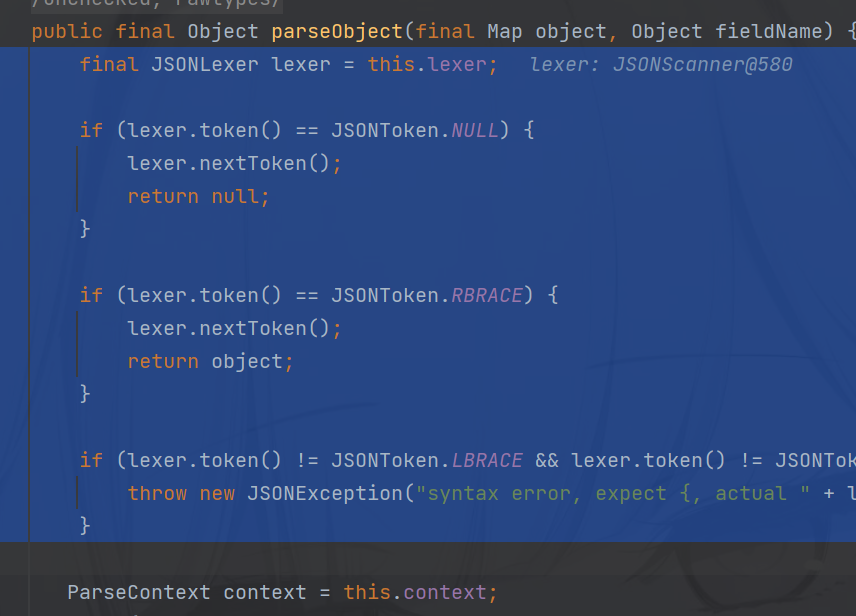 /unchecked, rawtypes/
public final Object parseObject(final Map object, Object fieldName) {
final JSONLexer lexer = this.lexer; lexer: JSONScanner@580
if (lexer.token() == JSONToken.NULL) {
lexer.nextToken();
return null;
}
if (lexer.token() == JSONToken.RBRACE) {
lexer.nextToken();
return object;
}
if (lexer.token() != JSONToken.LBRACE && lexer.token() != JSONTok
throw new JSONException("syntax error, expect {, actual " + l
}
ParseContext context = this.context;